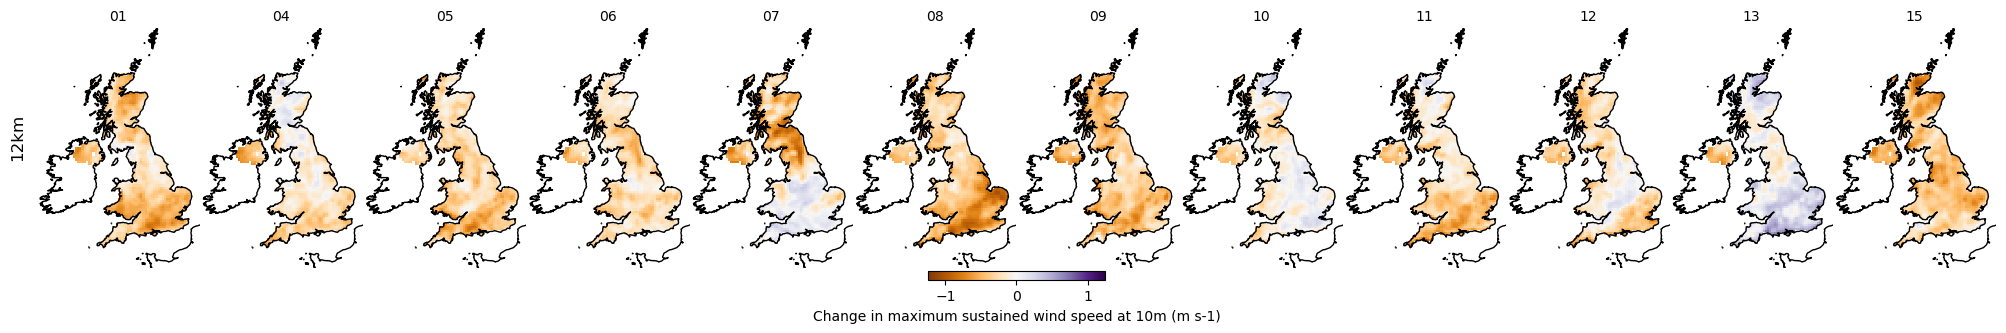 01 04 05 06 07 08 09 10 11 12 13 15
12km
−1 0 1
Change in maximum sustained wind speed at 10m (m s-1)